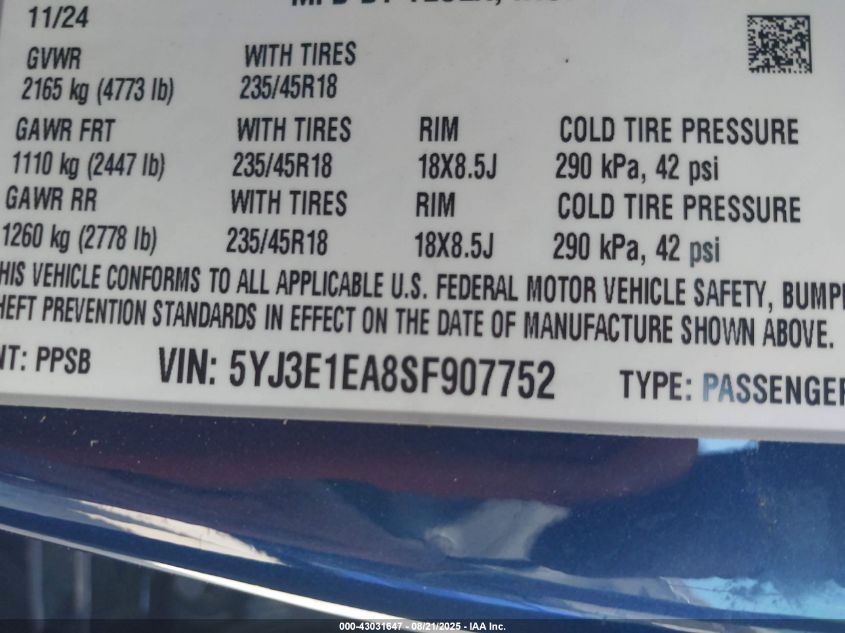 11/24
GVWR WITH TIRES
2165 kg (4773 lb) 235/45R18
GAWR FRT WITH TIRES RIM COLD TIRE PRESSURE
1110 kg (2447 lb) 235/45R18 18X8.5J 290 kPa, 42 psi
GAWR RR WITH TIRES RIM COLD TIRE PRESSURE
1260 kg (2778 lb) 235/45R18 18X8.5J 290 kPa, 42 psi
HIS VEHICLE CONFORMS TO ALL APPLICABLE U.S. FEDERAL MOTOR VEHICLE SAFETY, BUMP
HEFT PREVENTION STANDARDS IN EFFECT ON THE DATE OF MANUFACTURE SHOWN ABOVE.
NT: PPSB VIN: 5YJ3E1EA8SF907752 TYPE: PASSENGER
000-43031647 - 08/21/2025 - IAA Inc.